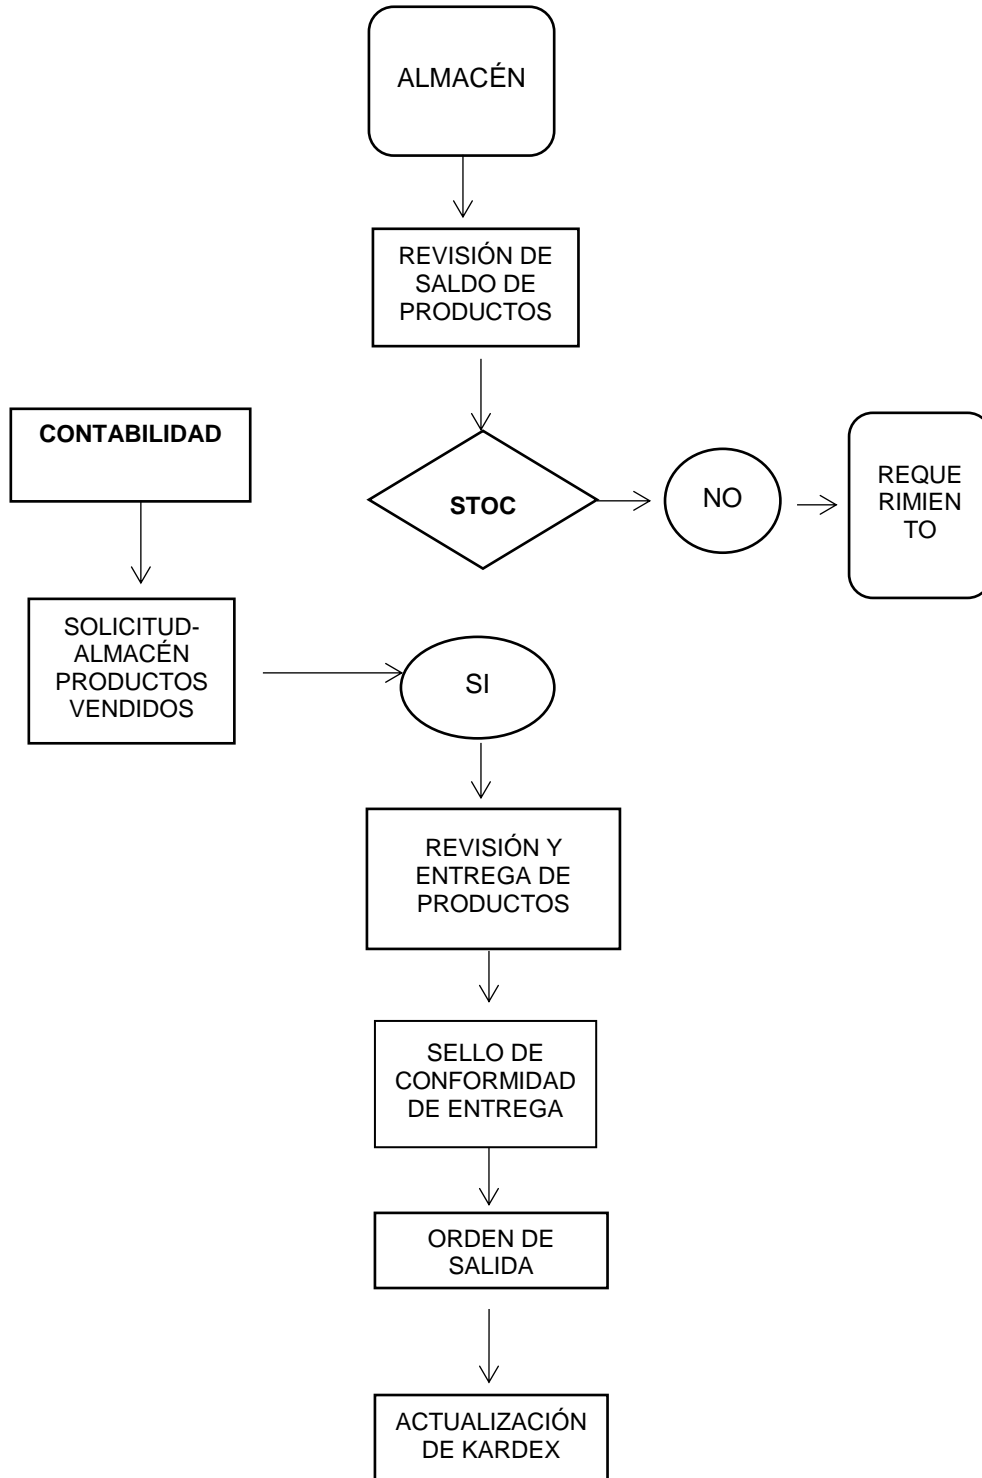 ALMACÉN
REVISIÓN DE
SALDO DE
PRODUCTOS
CONTABILIDAD
STOC
NO
REQUE
RIMIEN
TO
SOLICITUD-
ALMACÉN
PRODUCTOS
VENDIDOS
SI
REVISIÓN Y
ENTREGA DE
PRODUCTOS
SELLO DE
CONFORMIDAD
DE ENTREGA
ORDEN DE
SALIDA
ACTUALIZACIÓN
DE KARDEX